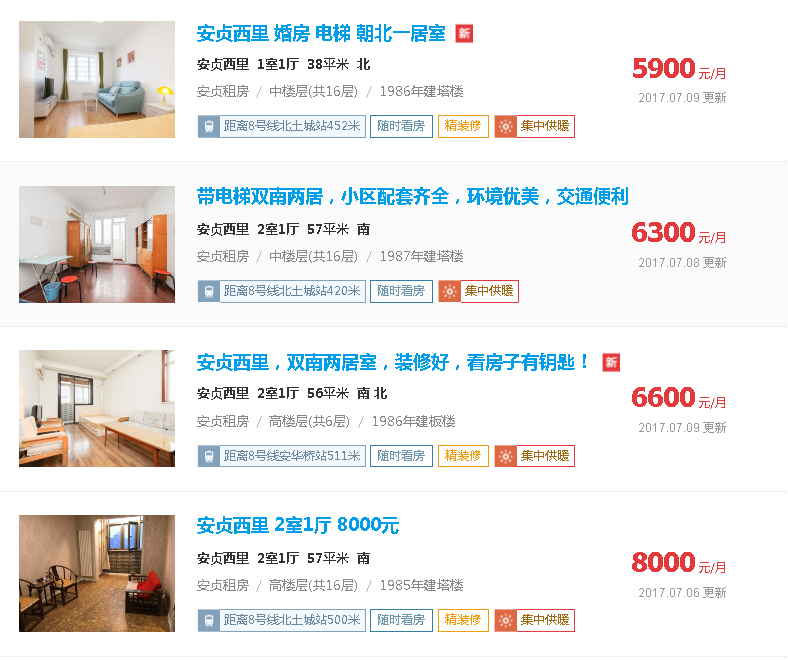 安贞西里 婚房 电梯 朝北一居室 新
安贞西里 1室1厅 38平米 北
5900 元/月
安贞租房 / 中楼层(共16层) / 1986年建塔楼
2017.07.09 更新
距离8号线北土城站452米 随时看房 精装修 集中供暖
带电梯双南两居，小区配套齐全，环境优美，交通便利
安贞西里 2室1厅 57平米 南
6300 元/月
安贞租房 / 中楼层(共16层) / 1987年建塔楼
2017.07.08 更新
距离8号线北土城站420米 随时看房 集中供暖
安贞西里，双南两居室，装修好，看房子有钥匙！ 新
安贞西里 2室1厅 56平米 南 北
6600 元/月
安贞租房 / 高楼层(共6层) / 1986年建板楼
2017.07.09 更新
距离8号线安华桥站511米 随时看房 精装修 集中供暖
安贞西里 2室1厅 8000元
安贞西里 2室1厅 57平米 南
8000 元/月
安贞租房 / 高楼层(共16层) / 1985年建塔楼
2017.07.06 更新
距离8号线北土城站500米 随时看房 精装修 集中供暖